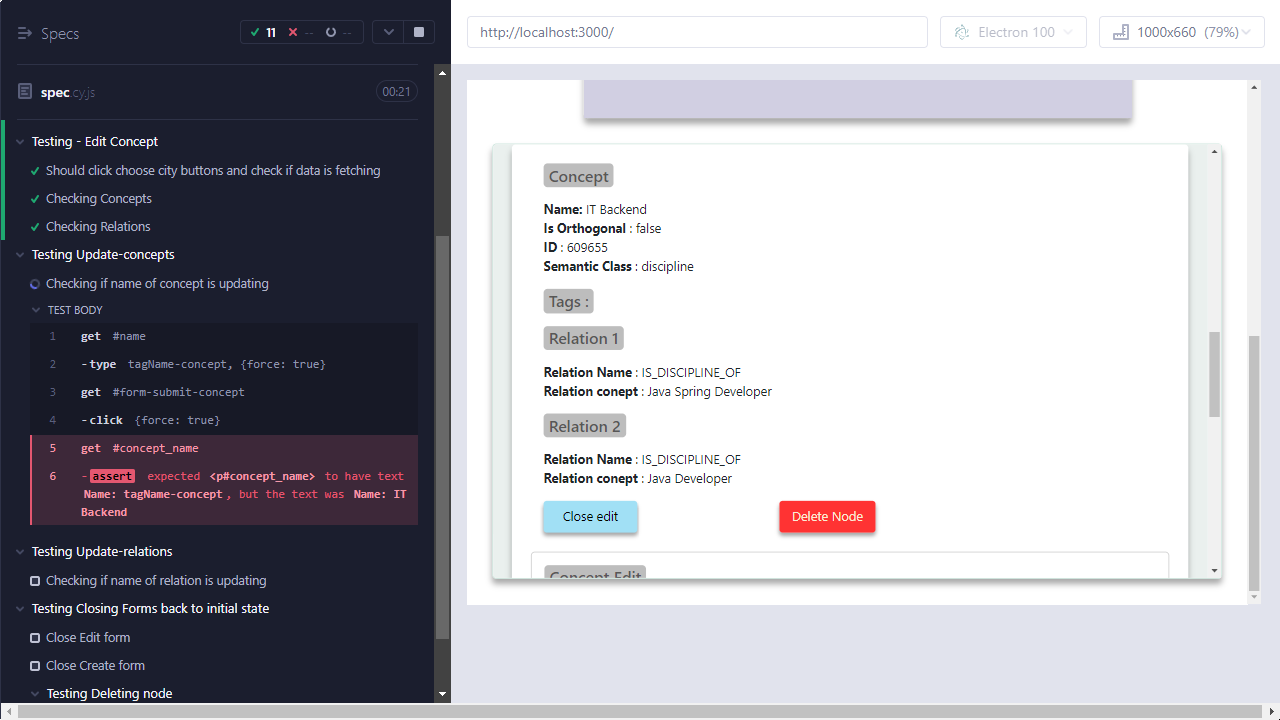 Specs
11
--
--
spec.cy.js
00:21
Testing - Edit Concept
Should click choose city buttons and check if data is fetching
Checking Concepts
Checking Relations
Testing Update-concepts
Checking if name of concept is updating
TEST BODY
1 get #name
2 -type tagName-concept, {force: true}
3 get #form-submit-concept
4 -click {force: true}
5 get #concept_name
6 -assert expected <p#concept_name> to have text
Name: tagName-concept, but the text was Name: IT
Backend
Testing Update-relations
Checking if name of relation is updating
Testing Closing Forms back to initial state
Close Edit form
Close Create form
Testing Deleting node
http://localhost:3000/
Electron 100
1000x660 (79%)
Concept
Name: IT Backend
Is Orthogonal : false
ID : 609655
Semantic Class : discipline
Tags :
Relation 1
Relation Name : IS_DISCIPLINE_OF
Relation conept : Java Spring Developer
Relation 2
Relation Name : IS_DISCIPLINE_OF
Relation conept : Java Developer
Close edit
Delete Node
Concept Edit